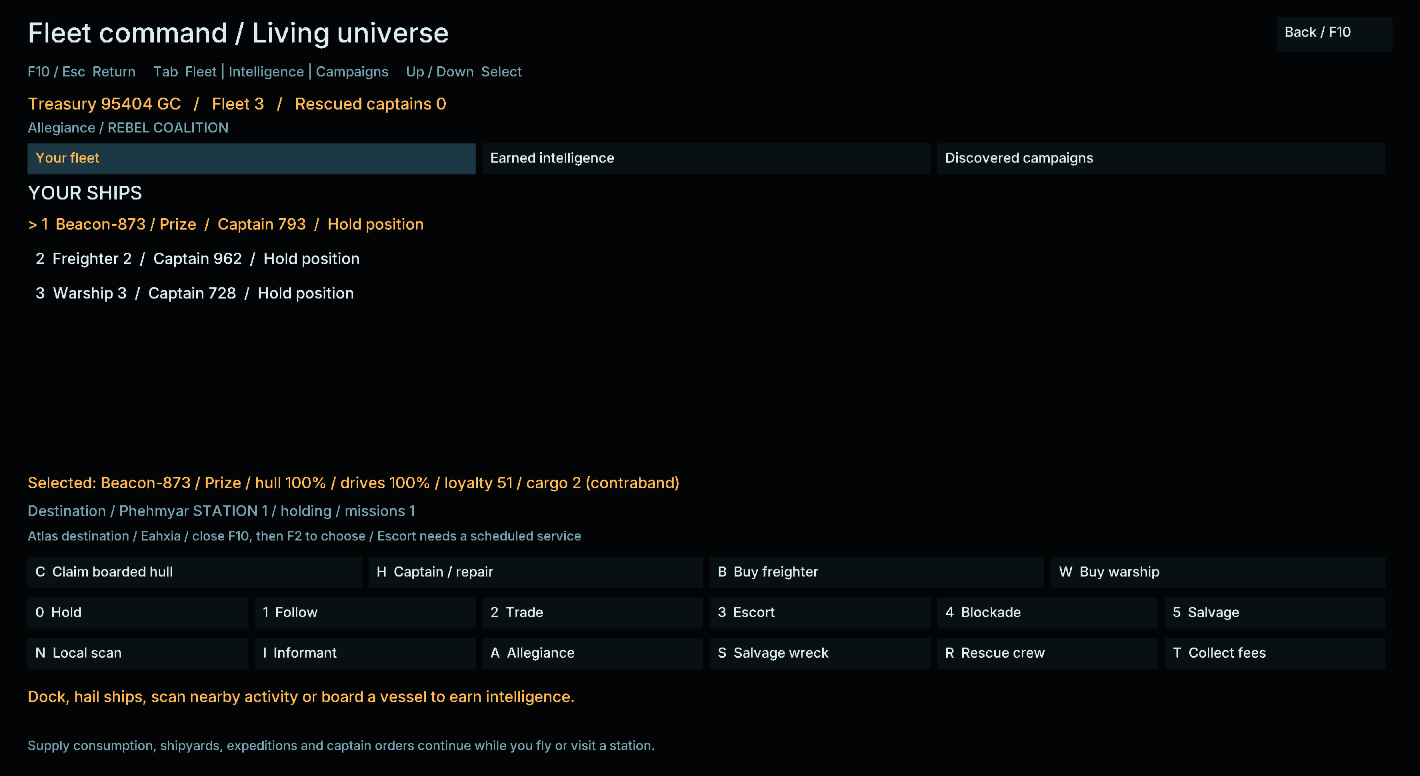 Fleet command / Living universe
Back / F10
F10 / Esc Return Tab Fleet | Intelligence | Campaigns Up / Down Select
Treasury 95404 GC / Fleet 3 / Rescued captains 0
Allegiance / REBEL COALITION
Your fleet Earned intelligence Discovered campaigns
YOUR SHIPS
> 1 Beacon-873 / Prize / Captain 793 / Hold position
2 Freighter 2 / Captain 962 / Hold position
3 Warship 3 / Captain 728 / Hold position
Selected: Beacon-873 / Prize / hull 100% / drives 100% / loyalty 51 / cargo 2 (contraband)
Destination / Phehmyar STATION 1 / holding / missions 1
Atlas destination / Eahxia / close F10, then F2 to choose / Escort needs a scheduled service
C Claim boarded hull H Captain / repair B Buy freighter W Buy warship
0 Hold 1 Follow 2 Trade 3 Escort 4 Blockade 5 Salvage
N Local scan I Informant A Allegiance S Salvage wreck R Rescue crew T Collect fees
Dock, hail ships, scan nearby activity or board a vessel to earn intelligence.
Supply consumption, shipyards, expeditions and captain orders continue while you fly or visit a station.